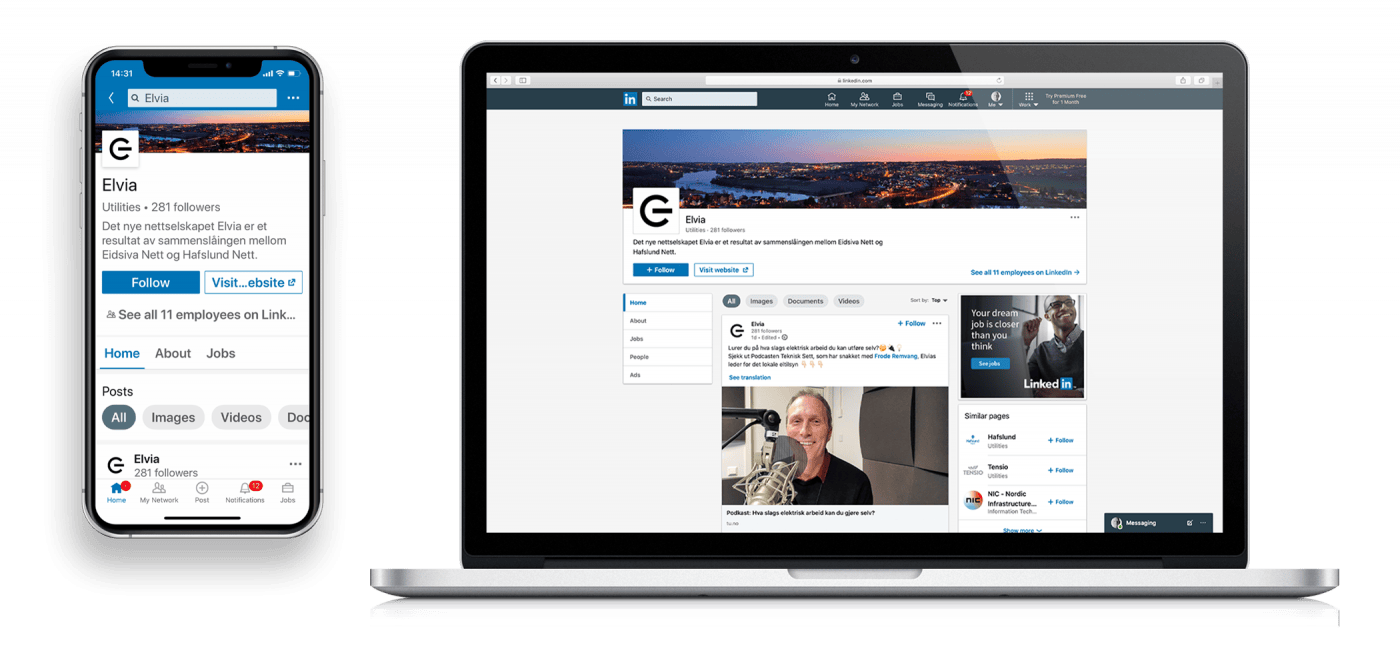 14:31
Elvia
Elvia
Utilities • 281 followers
Det nye nettselskapet Elvia er et
resultat av sammenslåingen mellom
Eidsiva Nett og Hafslund Nett.
Follow
Visit...ebsite
See all 11 employees on Link...
Home About Jobs
Posts
All Images Videos Doc
Elvia
281 followers
12
Home My Network Post Notifications Jobs
linkedin.com
in Search
12
Home My Network Jobs Messaging Notifications Me Work
Try Premium Free
for 1 Month
Elvia
Utilities · 281 followers
Det nye nettselskapet Elvia er et resultat av sammenslåingen mellom Eidsiva Nett og
Hafslund Nett.
+ Follow
Visit website
See all 11 employees on LinkedIn →
Home
About
Jobs
People
Ads
All Images Documents Videos
Sort by: Top
Elvia
281 followers
1d • Edited •
+ Follow
Lurer du på hva slags elektrisk arbeid du kan utføre selv?
Sjekk ut Podcasten Teknisk Sett, som har snakket med Frode Remvang, Elvias
leder for det lokale eltilsyn
See translation
Podkast: Hva slags elektrisk arbeid kan du gjøre selv?
tu.no
Your dream
job is closer
than you
think
See jobs
Linked in
Similar pages
Hafslund
Utilities
+ Follow
TENSIO
Tensio
Utilities
+ Follow
nic
NIC - Nordic
Infrastructure...
Information Tech...
+ Follow
Show more
Messaging